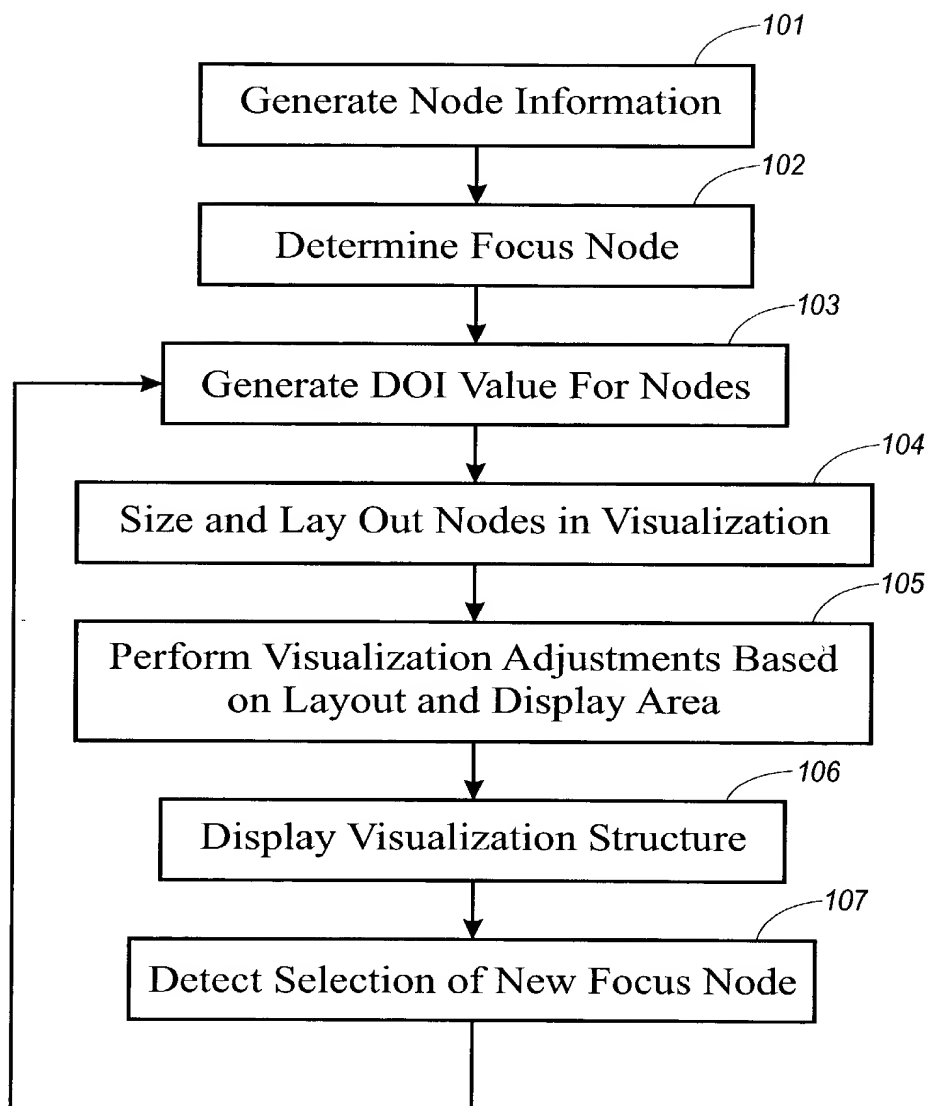 101
Generate Node Information
102
Determine Focus Node
103
Generate DOI Value For Nodes
104
Size and Lay Out Nodes in Visualization
105
Perform Visualization Adjustments Based
on Layout and Display Area
106
Display Visualization Structure
107
Detect Selection of New Focus Node